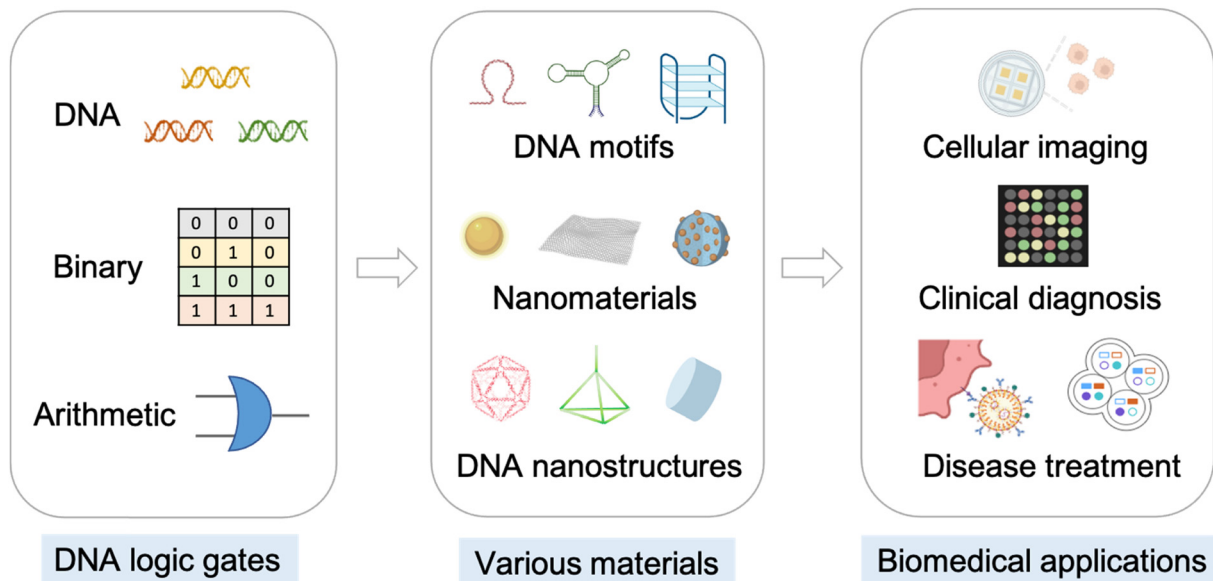 DNA
Binary
0 0 0
0 1 0
1 0 0
1 1 1
Arithmetic
DNA logic gates
DNA motifs
Nanomaterials
DNA nanostructures
Various materials
Cellular imaging
Clinical diagnosis
Disease treatment
Biomedical applications